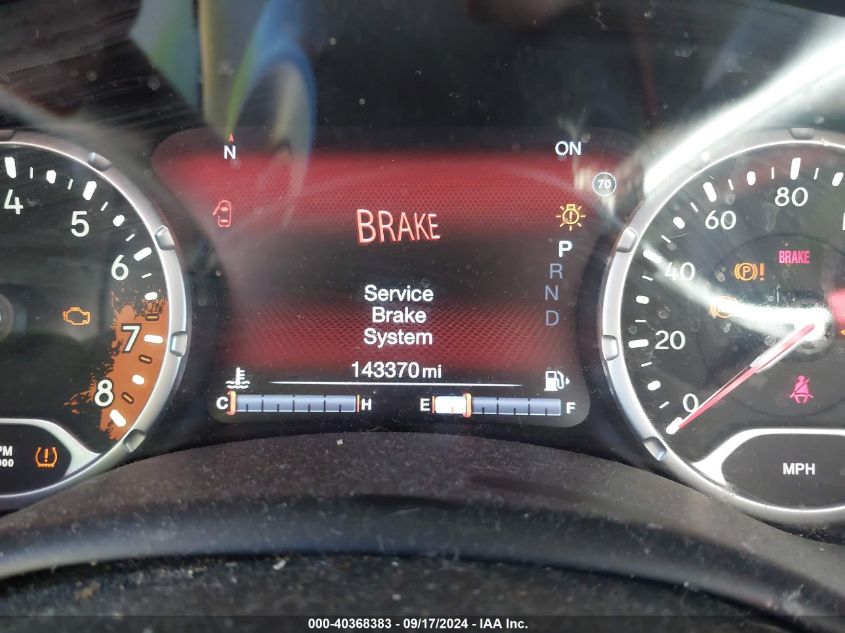 N
ON
70
BRAKE
P
R
N
D
Service
Brake
System
143370 mi
C H
E F
4
5
6
7
8
0
20
40
60
80
BRAKE
P !
MPH
000-40368383 / 09/17/2024 - IAA Inc.